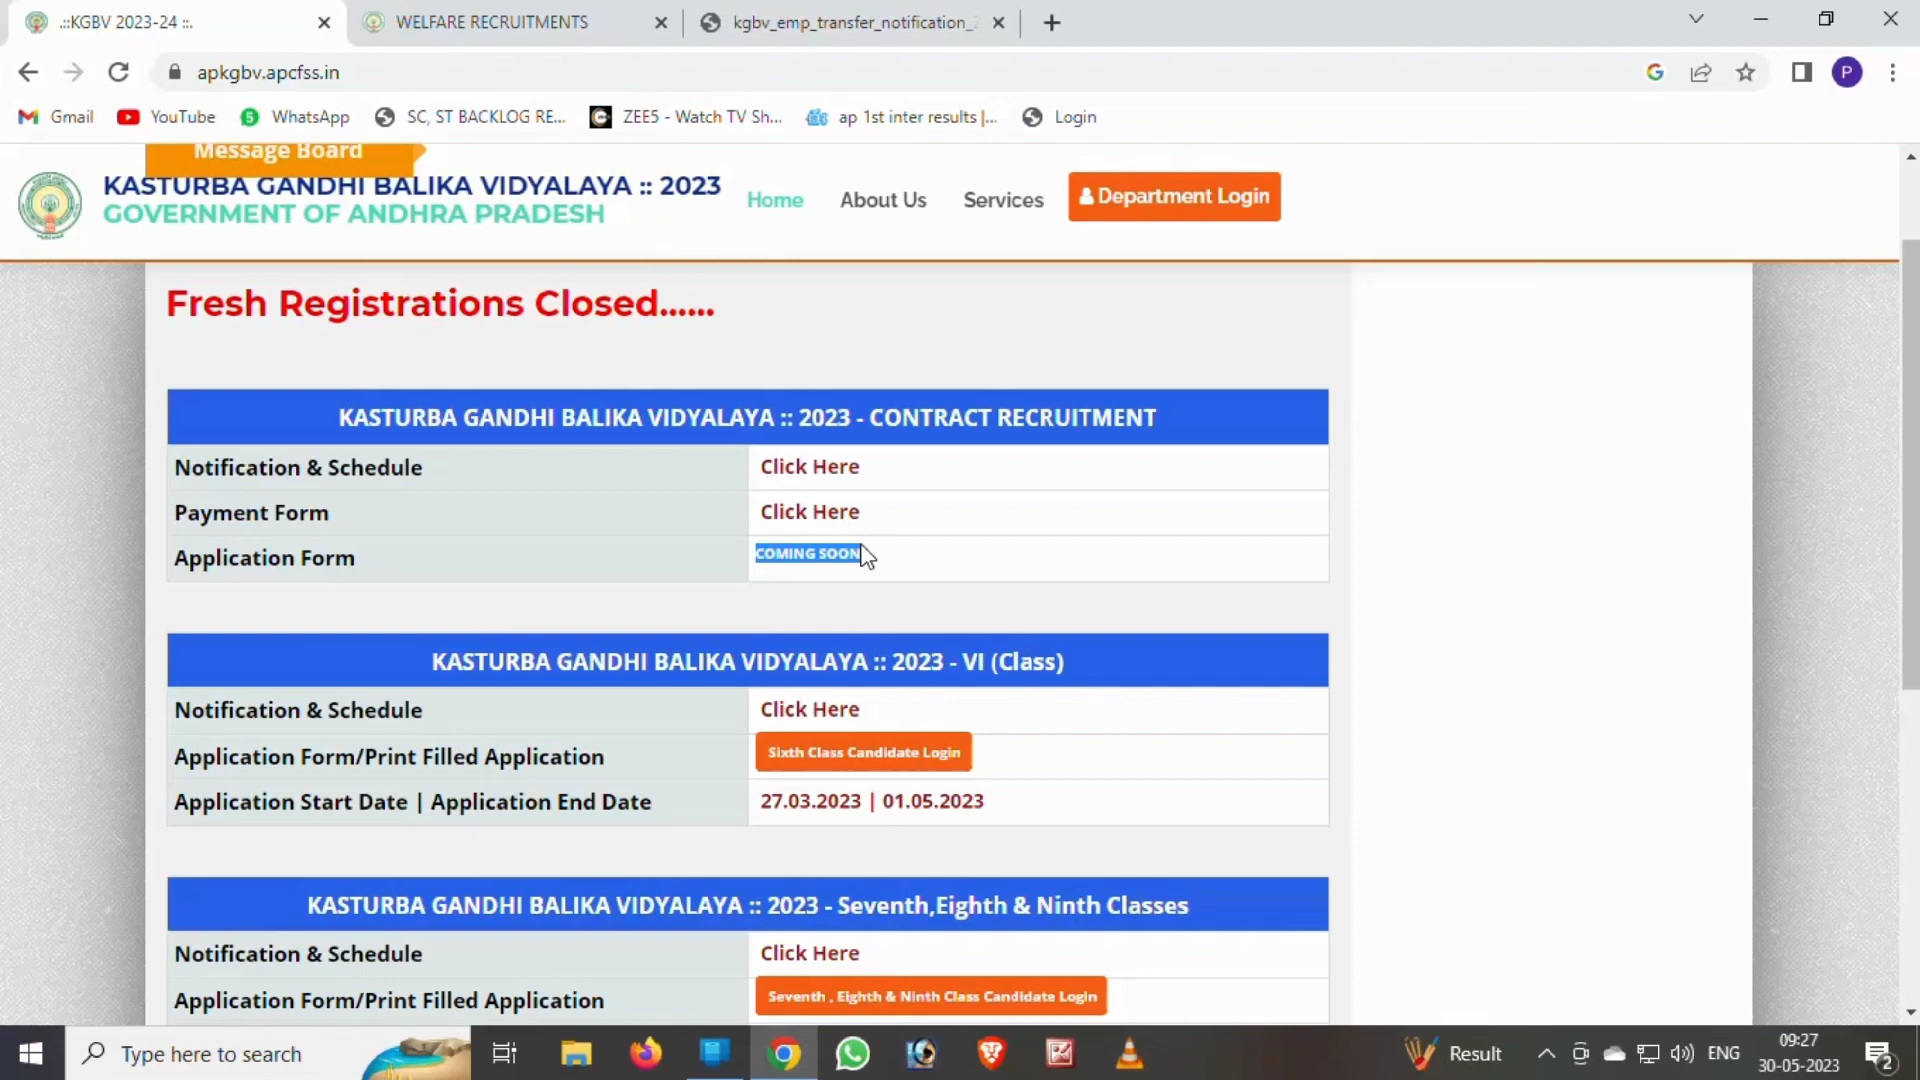 .::KGBV 2023-24 ::.
WELFARE RECRUITMENTS
kgbv_emp_transfer_notification_
apkgbv.apcfss.in
P
Gmail
YouTube
5
WhatsApp
SC, ST BACKLOG RE...
ZEE5 - Watch TV Sh...
ap 1st inter results |...
Login
Message Board
KASTURBA GANDHI BALIKA VIDYALAYA :: 2023
GOVERNMENT OF ANDHRA PRADESH
Home
About Us
Services
Department Login
Fresh Registrations Closed......
KASTURBA GANDHI BALIKA VIDYALAYA :: 2023 - CONTRACT RECRUITMENT
Notification & Schedule
Click Here
Payment Form
Click Here
Application Form
COMING SOON
KASTURBA GANDHI BALIKA VIDYALAYA :: 2023 - VI (Class)
Notification & Schedule
Click Here
Application Form/Print Filled Application
Sixth Class Candidate Login
Application Start Date | Application End Date
27.03.2023 | 01.05.2023
KASTURBA GANDHI BALIKA VIDYALAYA :: 2023 - Seventh,Eighth & Ninth Classes
Notification & Schedule
Click Here
Application Form/Print Filled Application
Seventh , Eighth & Ninth Class Candidate Login
Type here to search
Result
ENG
09:27
30-05-2023
2